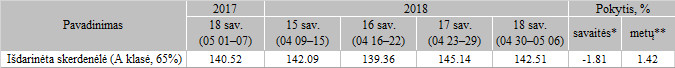 Pavadinimas 2017 2018 Pokytis, %
18 sav. (05 01–07) 15 sav. (04 09–15) 16 sav. (04 16–22) 17 sav. (04 23–29) 18 sav. (04 30–05 06) savaitės* metų**
Išdarinėta skerdenėlė (A klasė, 65%) 140.52 142.09 139.36 145.14 142.51 -1.81 1.42